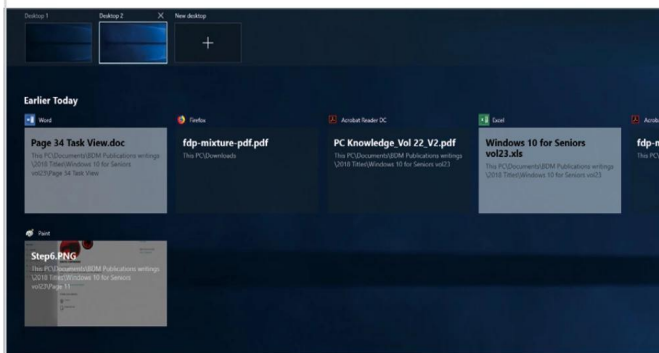 Desktop 1
Desktop 2
New desktop
Earlier Today
Word
Page 34 Task View.doc
This PC\Documents\BDM Publications writings
\2018 Titles\Windows 10 for Seniors
vol23\Page 34 Task View
Firefox
fdp-mixture-pdf.pdf
This PC\Downloads
Acrobat Reader DC
PC Knowledge_Vol 22_V2.pdf
This PC\Documents\BDM Publications writings
\2018 Titles\Windows 10 for Seniors vol23
Excel
Windows 10 for Seniors
vol23.xls
This PC\Documents\BDM Publications writings
\2018 Titles\Windows 10 for Seniors vol23
Acroba
fdp-m
This PC\
Paint
Step6.PNG
This PC\Documents\BDM Publications writings
\2018 Titles\Windows 10 for Seniors
vol23\Page 11